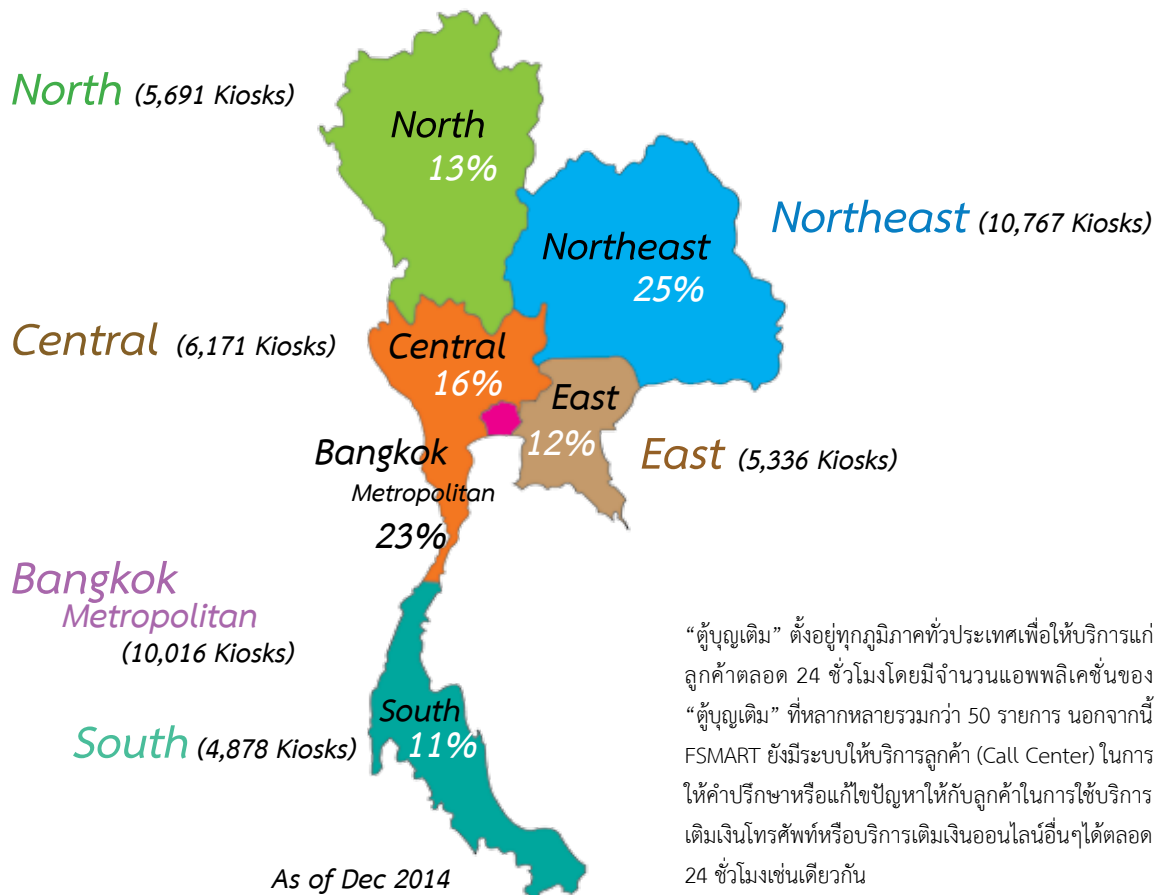 North (5,691 Kiosks)
North
13%
Northeast (10,767 Kiosks)
Northeast
25%
Central (6,171 Kiosks)
Central
16%
East
12%
East (5,336 Kiosks)
Bangkok
Metropolitan
23%
Bangkok
Metropolitan
(10,016 Kiosks)
South (4,878 Kiosks)
South
11%
As of Dec 2014
“ตู้บุญเติม” ตั้งอยู่ทุกภูมิภาคทั่วประเทศเพื่อให้บริการแก่
ลูกค้าตลอด 24 ชั่วโมงโดยมีจำนวนแอพพลิเคชั่นของ
“ตู้บุญเติม” ที่หลากหลายรวมกว่า 50 รายการ นอกจากนี้
FSMART ยังมีระบบให้บริการลูกค้า (Call Center) ในการ
ให้คำปรึกษาหรือแก้ไขปัญหาให้กับลูกค้าในการใช้บริการ
เติมเงินโทรศัพท์หรือบริการเติมเงินออนไลน์อื่นๆได้ตลอด
24 ชั่วโมงเช่นเดียวกัน